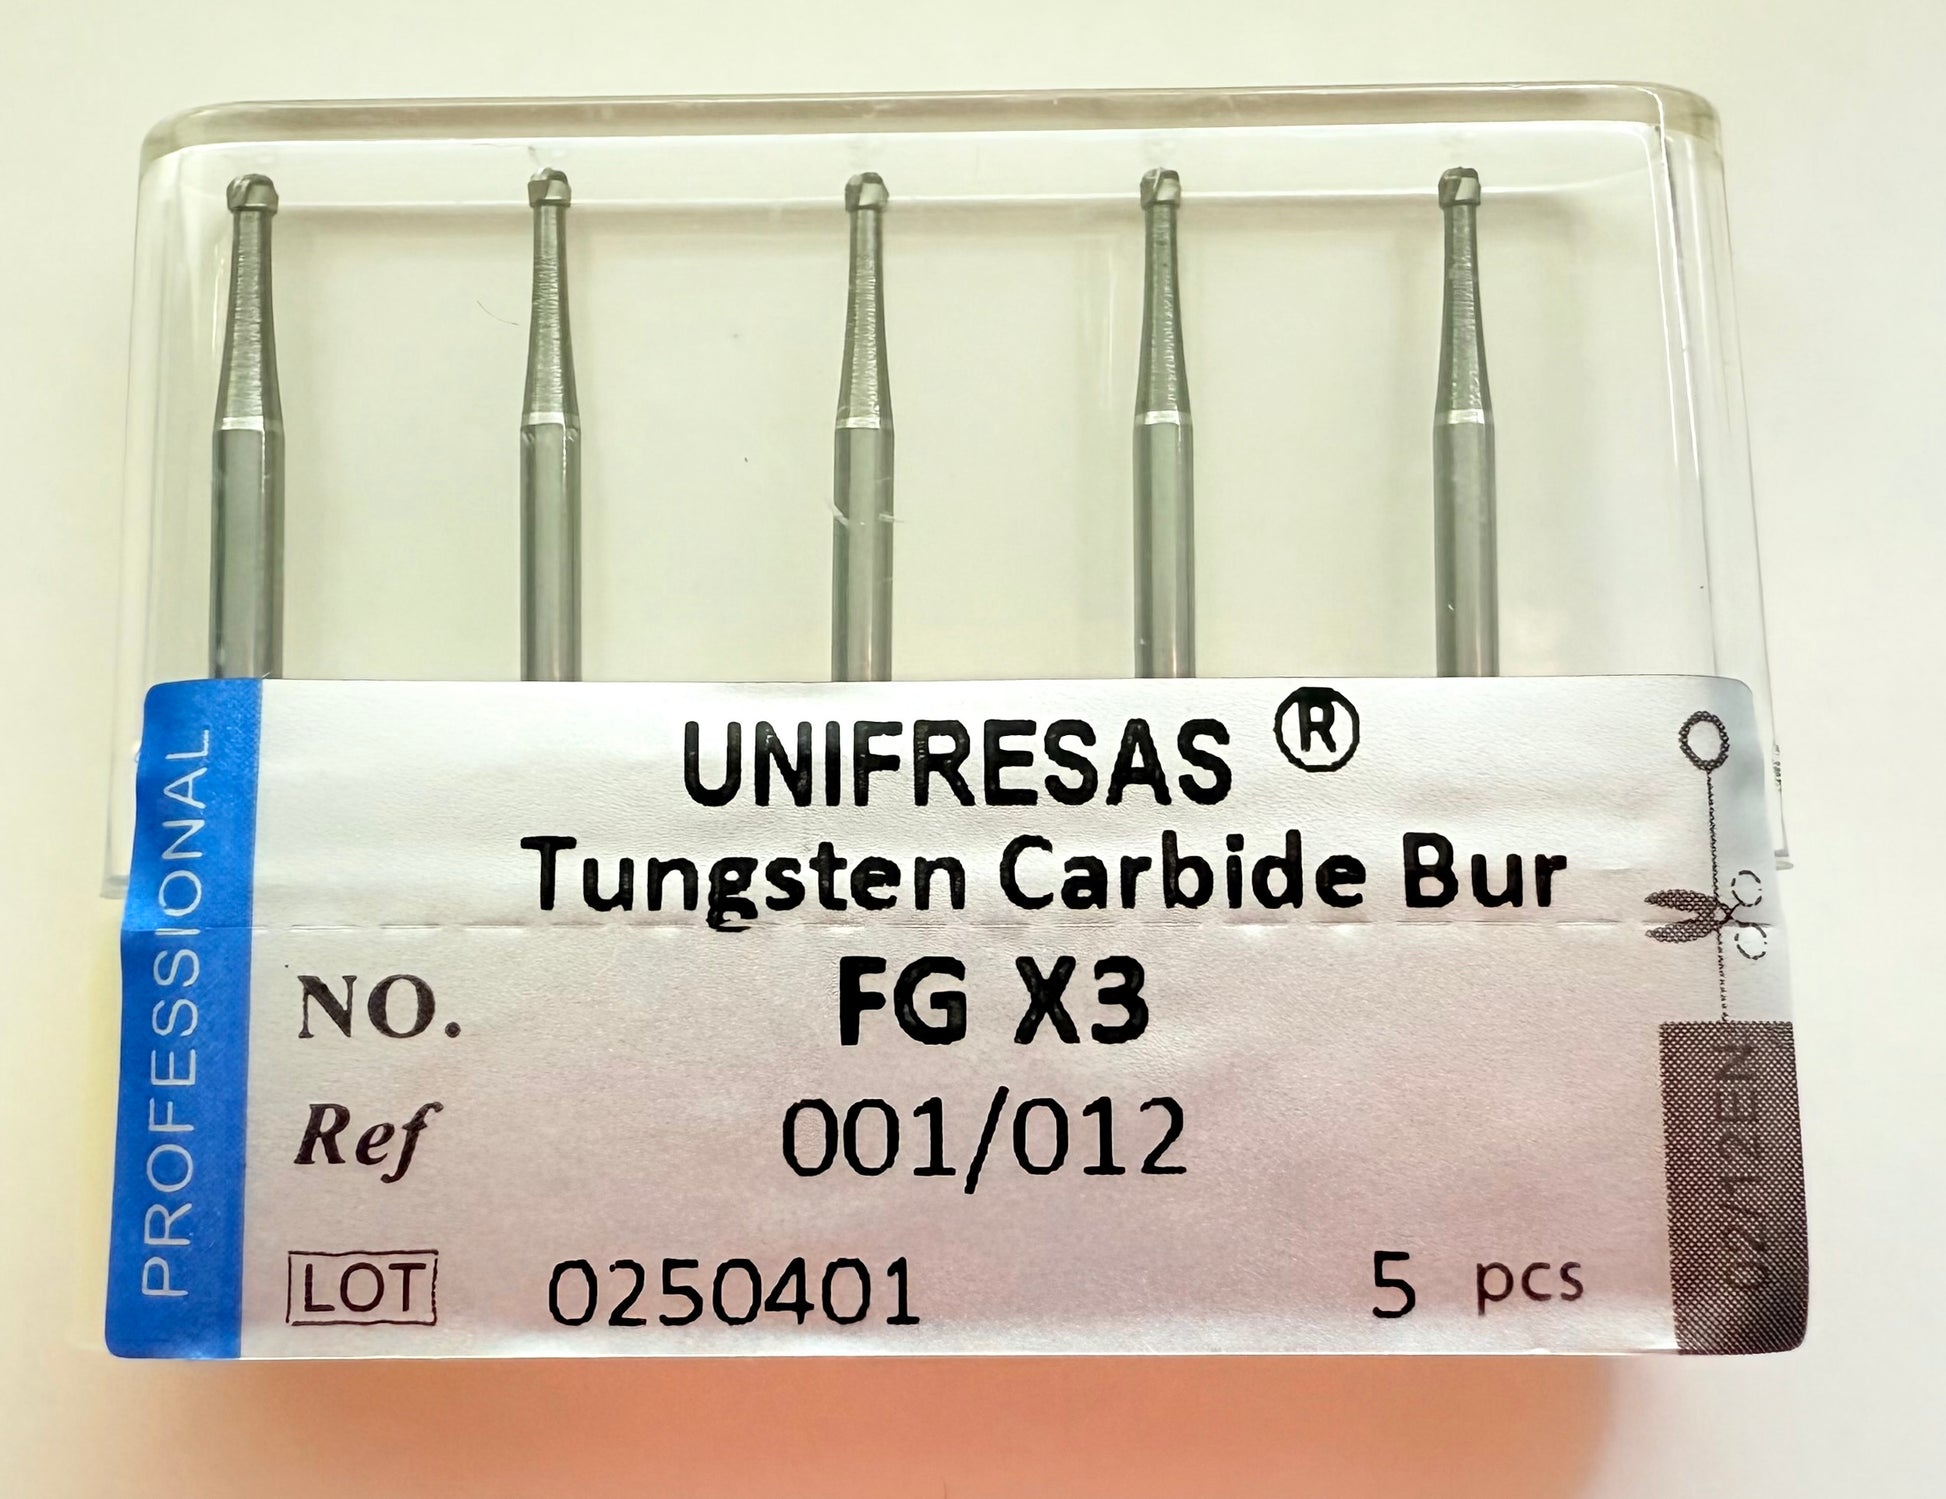 UNIFRESAS ®
Tungsten Carbide Bur
PROFESSIONAL
NO. FG X3
Ref 001/012
LOT 0250401 5 pcs